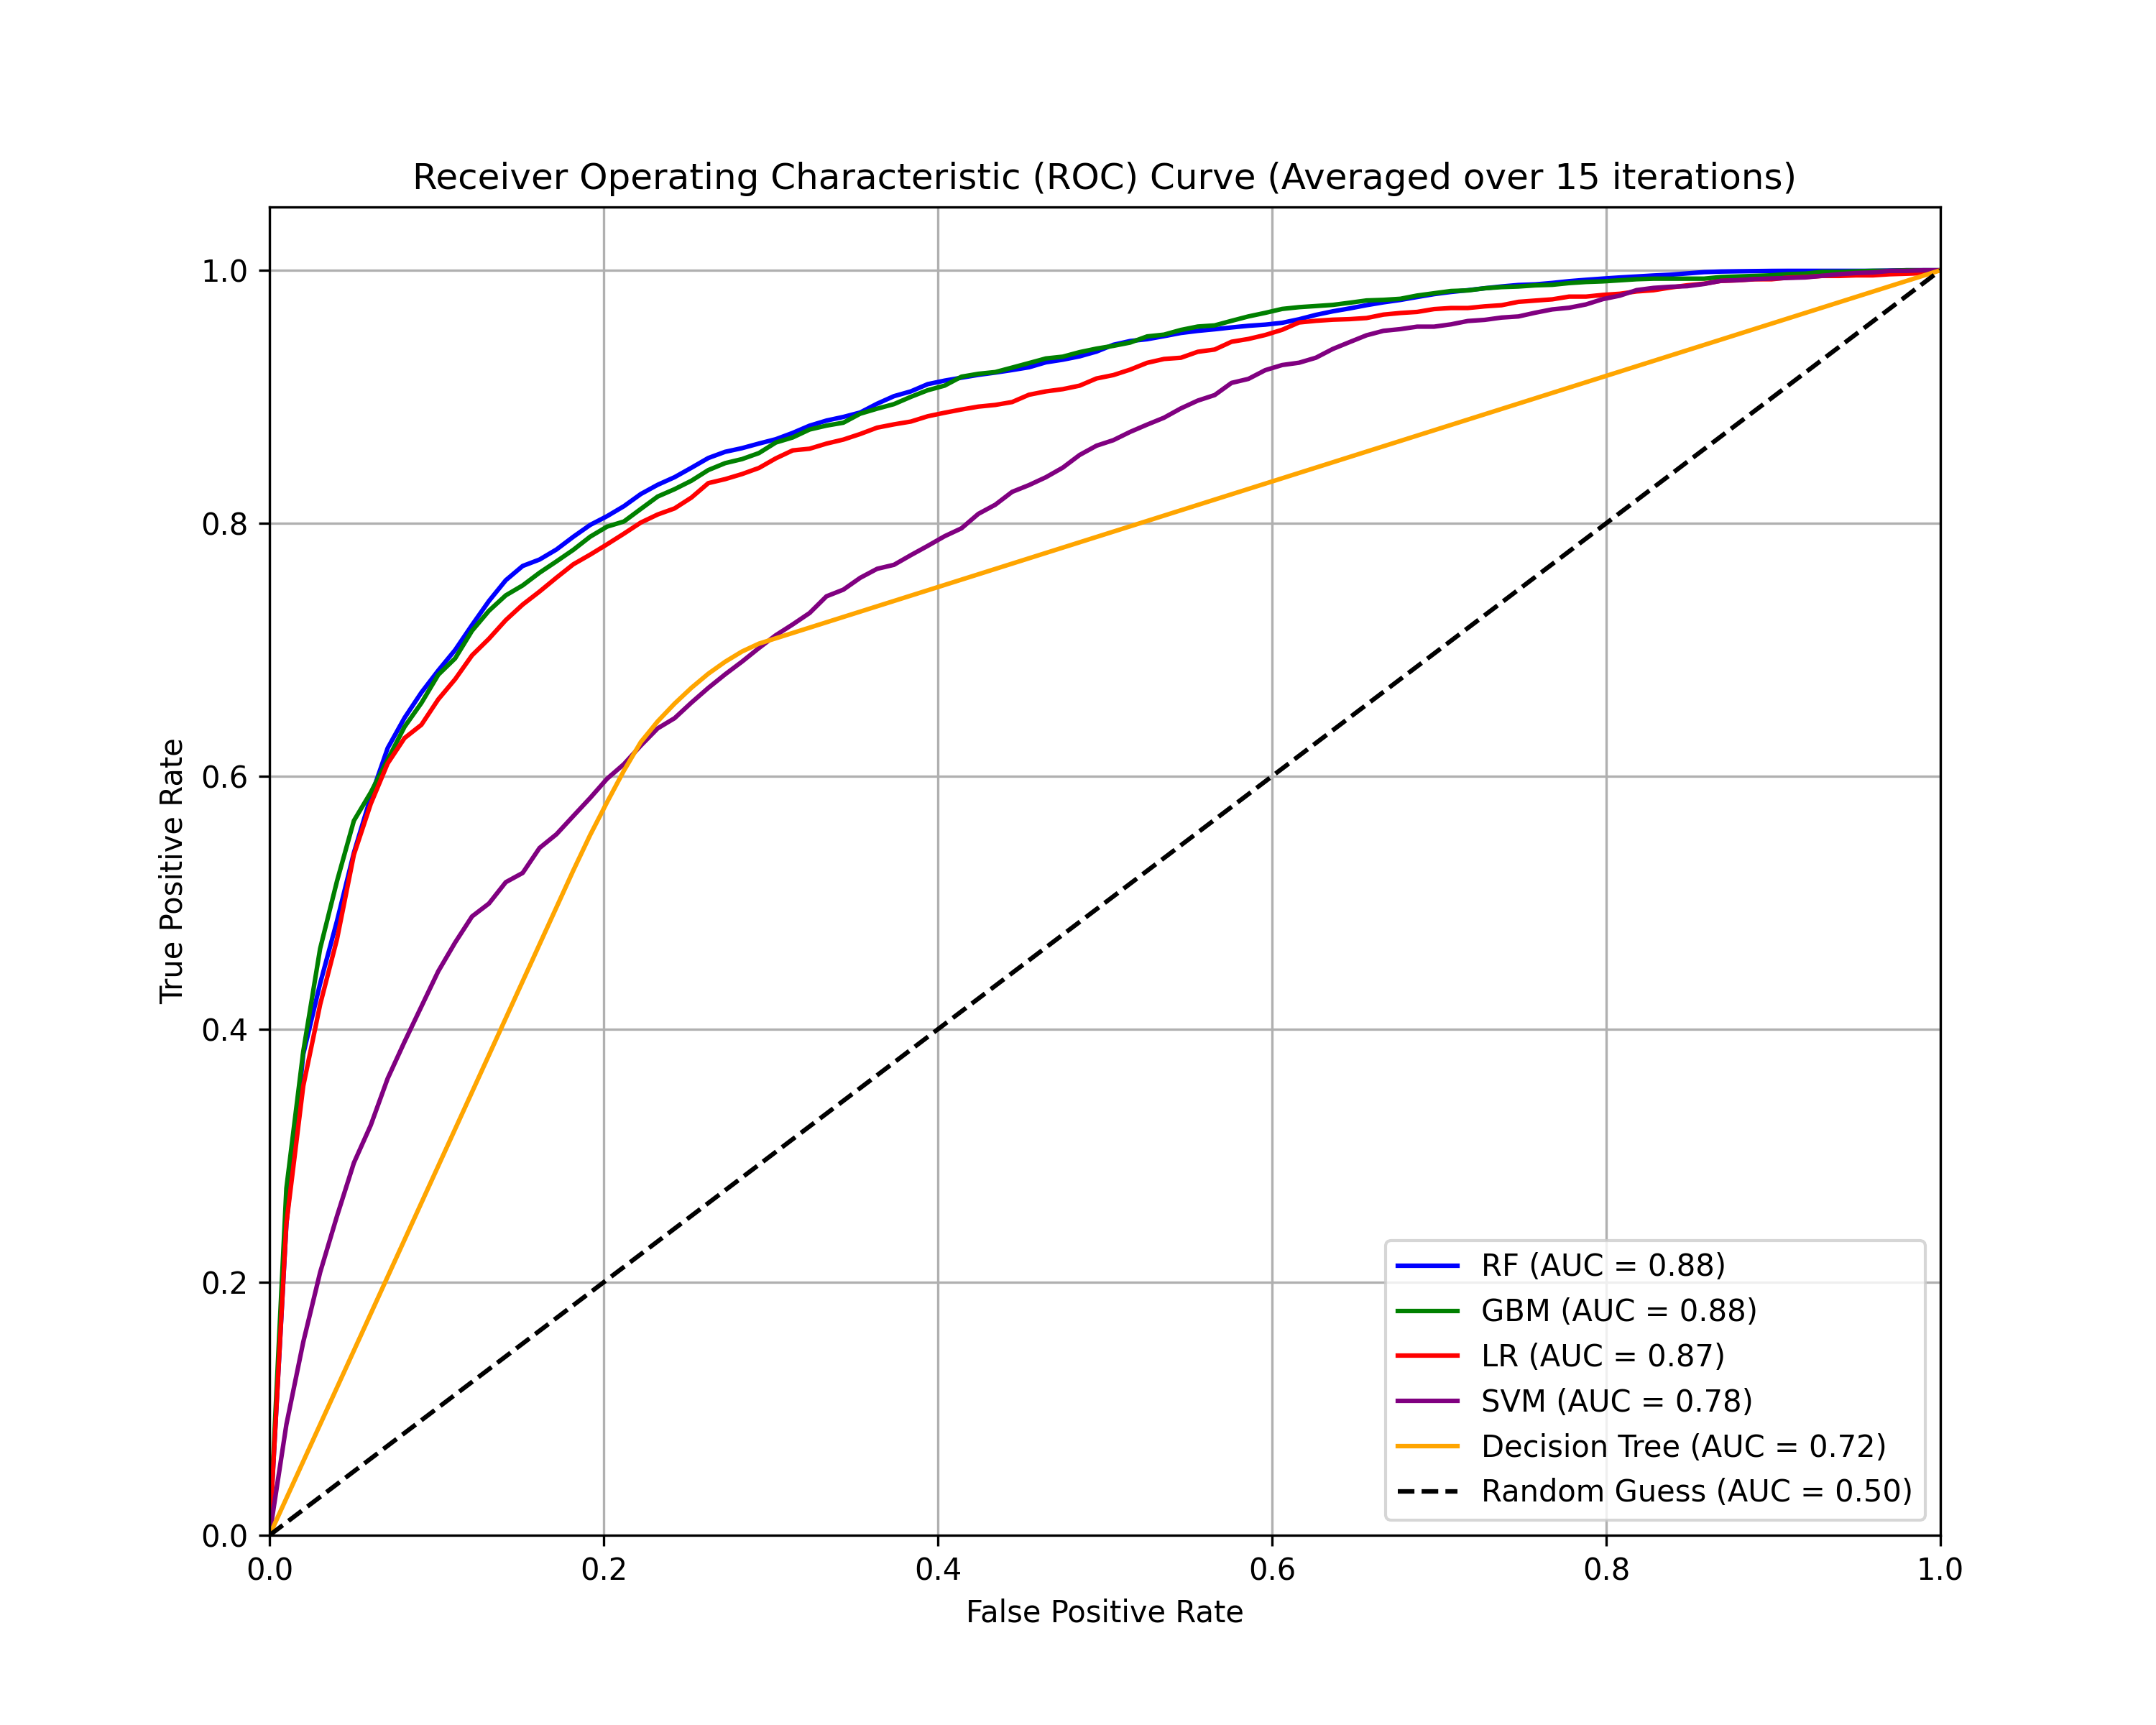 Receiver Operating Characteristic (ROC) Curve (Averaged over 15 iterations)
True Positive Rate
1.0
0.8
0.6
0.4
0.2
0.0
0.0 0.2 0.4 0.6 0.8 1.0
False Positive Rate
RF (AUC = 0.88)
GBM (AUC = 0.88)
LR (AUC = 0.87)
SVM (AUC = 0.78)
Decision Tree (AUC = 0.72)
Random Guess (AUC = 0.50)